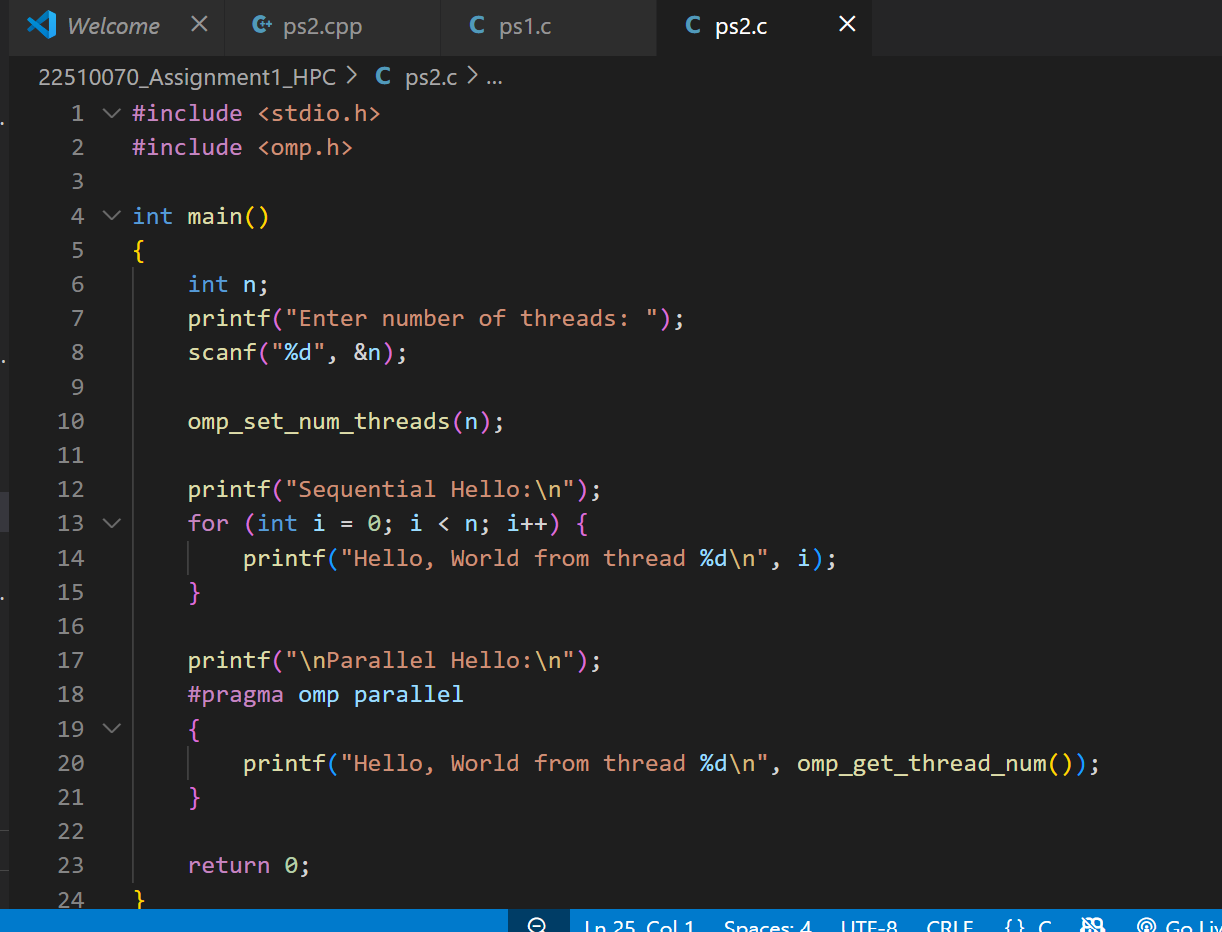 Welcome ps2.cpp ps1.c ps2.c
22510070_Assignment1_HPC > C ps2.c > ...
1 #include <stdio.h>
2 #include <omp.h>
3
4 int main()
5 {
6 int n;
7 printf("Enter number of threads: ");
8 scanf("%d", &n);
9
10 omp_set_num_threads(n);
11
12 printf("Sequential Hello:\n");
13 for (int i = 0; i < n; i++) {
14 printf("Hello, World from thread %d\n", i);
15 }
16
17 printf("\nParallel Hello:\n");
18 #pragma omp parallel
19 {
20 printf("Hello, World from thread %d\n", omp_get_thread_num());
21 }
22
23 return 0;
24 }
Ln 25, Col 1 Spaces: 4 UTF-8 CRLF {} C Go Liv